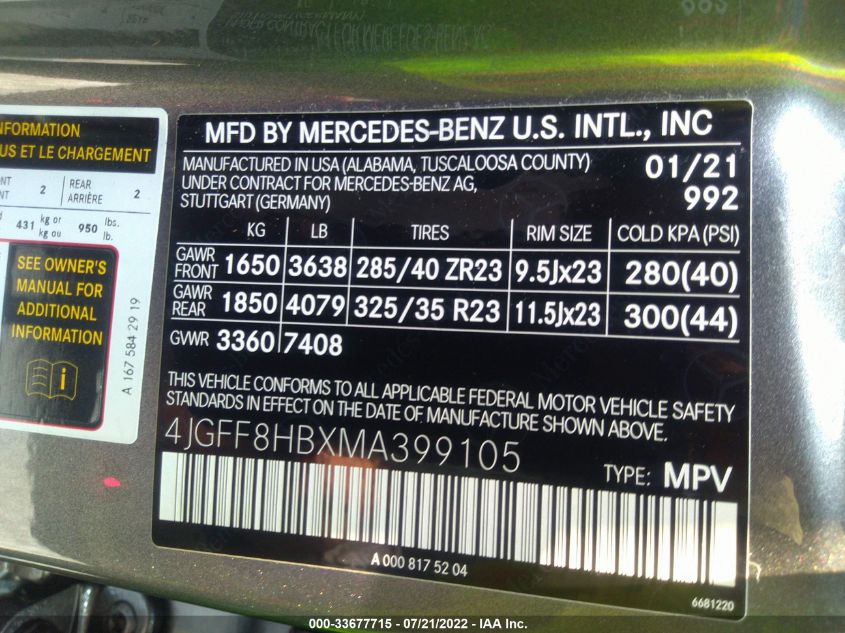 INFORMATION
US ET LE CHARGEMENT
NT 2 REAR 2
NT ARRIÈRE
431 kg or 950 lbs.
kg ou lb.
SEE OWNER'S
MANUAL FOR
ADDITIONAL
INFORMATION
A 167 584 29 19
MFD BY MERCEDES-BENZ U.S. INTL., INC
MANUFACTURED IN USA (ALABAMA, TUSCALOOSA COUNTY) 01/21
UNDER CONTRACT FOR MERCEDES-BENZ AG, 992
STUTTGART (GERMANY)
KG LB TIRES RIM SIZE COLD KPA (PSI)
GAWR FRONT 1650 3638 285/40 ZR23 9.5Jx23 280(40)
GAWR REAR 1850 4079 325/35 R23 11.5Jx23 300(44)
GVWR 3360 7408
THIS VEHICLE CONFORMS TO ALL APPLICABLE FEDERAL MOTOR VEHICLE SAFETY
STANDARDS IN EFFECT ON THE DATE OF MANUFACTURE SHOWN ABOVE.
4JGFF8HBXMA399105
TYPE: MPV
A 000 817 52 04
6681220
000-33677715 - 07/21/2022 - IAA Inc.